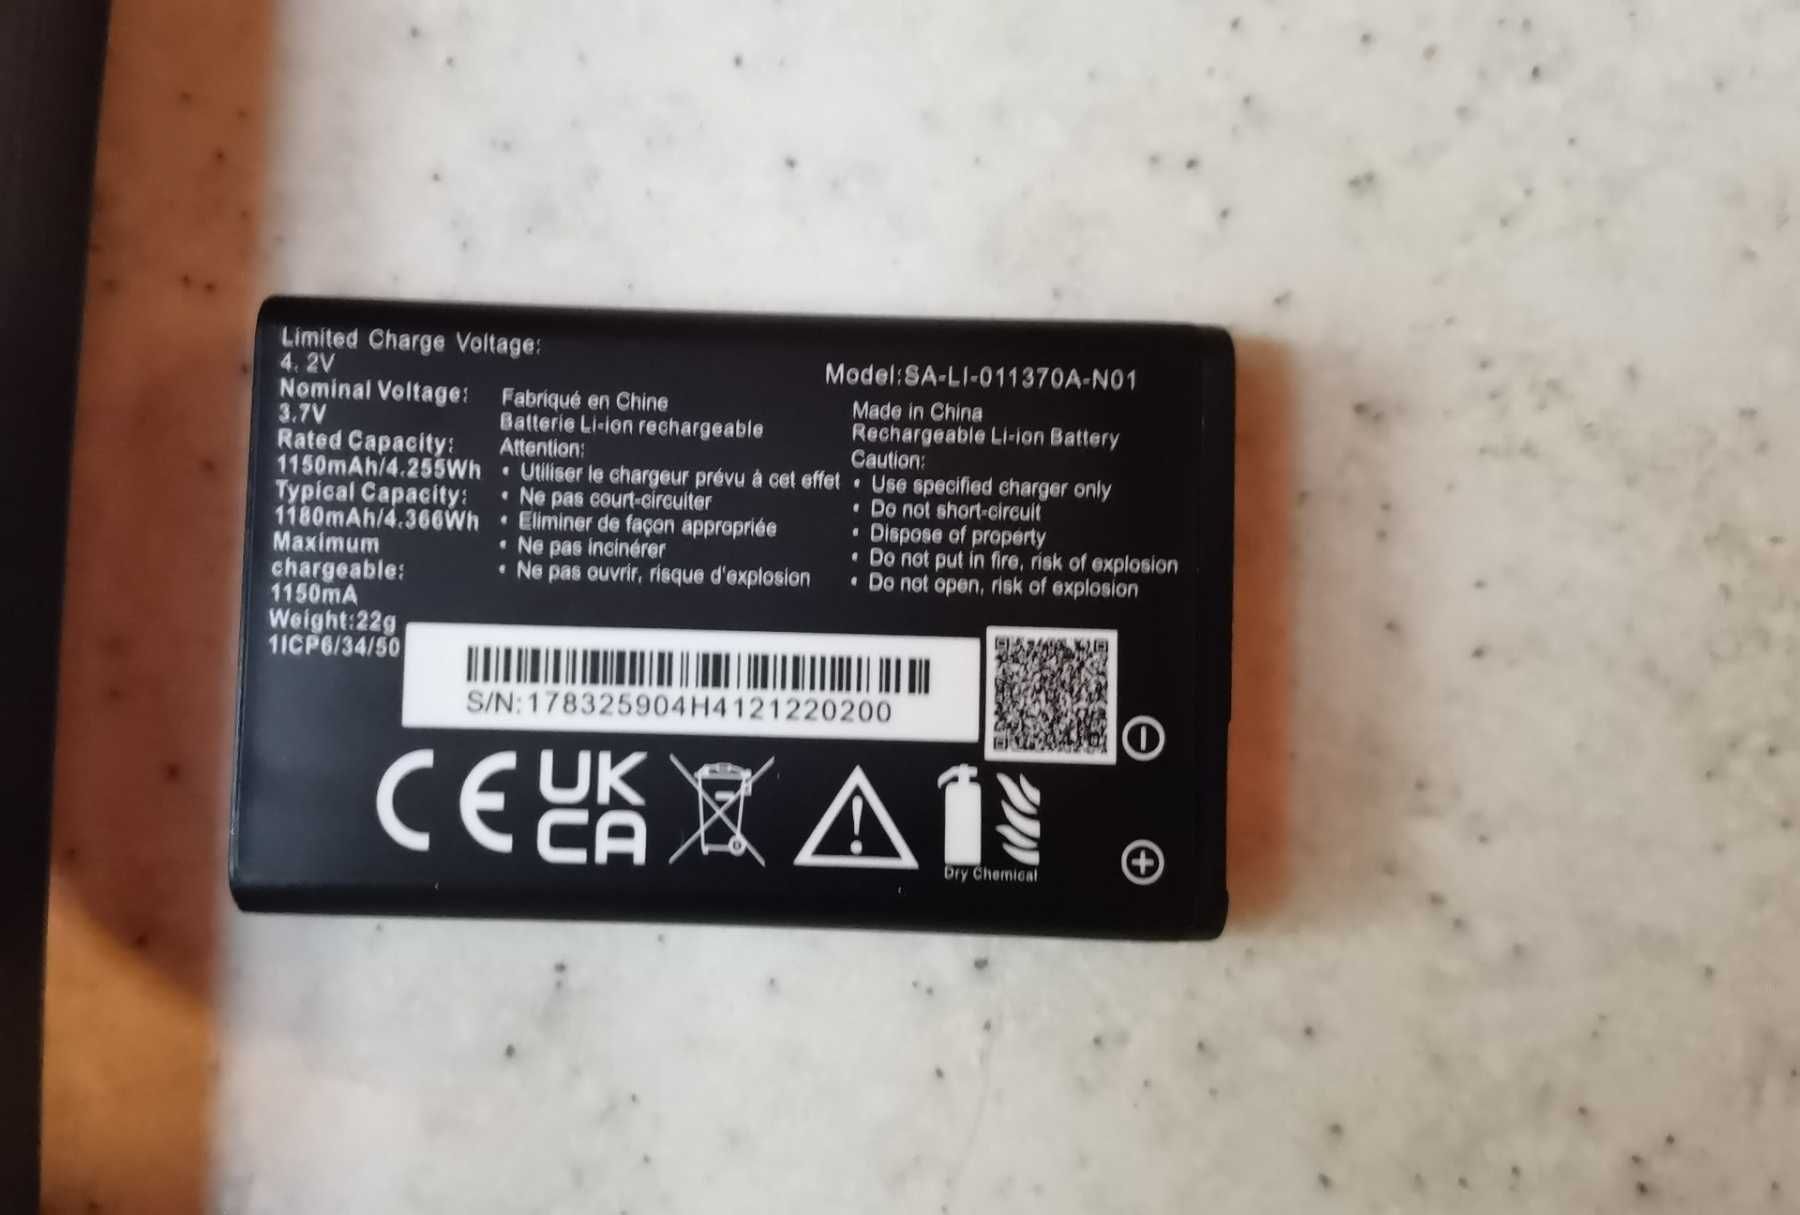 Limited Charge Voltage:
4. 2V
Nominal Voltage:
3.7V
Rated Capacity:
1150mAh/4.255Wh
Typical Capacity:
1180mAh/4.366Wh
Maximum
chargeable:
1150mA
Weight:22g
1ICP6/34/50
Fabriqué en Chine
Batterie Li-ion rechargeable
Attention:
• Utiliser le chargeur prévu à cet effet
• Ne pas court-circuiter
• Eliminer de façon appropriée
• Ne pas incinérer
• Ne pas ouvrir, risque d'explosion
Model:SA-LI-011370A-N01
Made in China
Rechargeable Li-ion Battery
Caution:
• Use specified charger only
• Do not short-circuit
• Dispose of property
• Do not put in fire, risk of explosion
• Do not open, risk of explosion
S/N:178325904H4121220200
CE
UK
CA
Dry Chemical